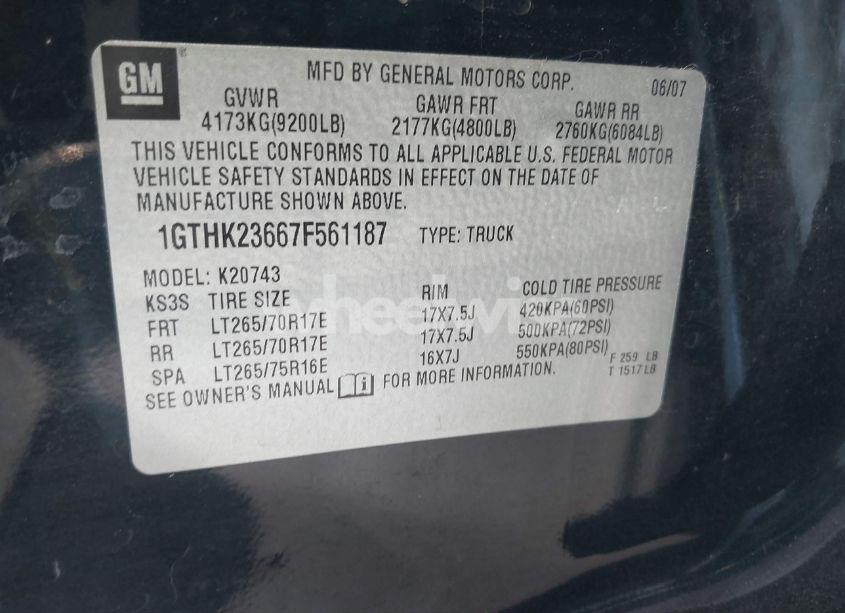 GM
MFD BY GENERAL MOTORS CORP. 06/07
GVWR GAWR FRT GAWR RR
4173KG(9200LB) 2177KG(4800LB) 2760KG(6084LB)
THIS VEHICLE CONFORMS TO ALL APPLICABLE U.S. FEDERAL MOTOR
VEHICLE SAFETY STANDARDS IN EFFECT ON THE DATE OF
MANUFACTURE SHOWN ABOVE.
1GTHK23667F561187 TYPE: TRUCK
MODEL: K20743
KS3S TIRE SIZE RIM COLD TIRE PRESSURE
FRT LT265/70R17E 17X7.5J 420KPA(60PSI)
RR LT265/70R17E 17X7.5J 500KPA(72PSI)
SPA LT265/75R16E 16X7J 550KPA(80PSI)
F 259 LB
T 1517LB
SEE OWNER'S MANUAL FOR MORE INFORMATION.